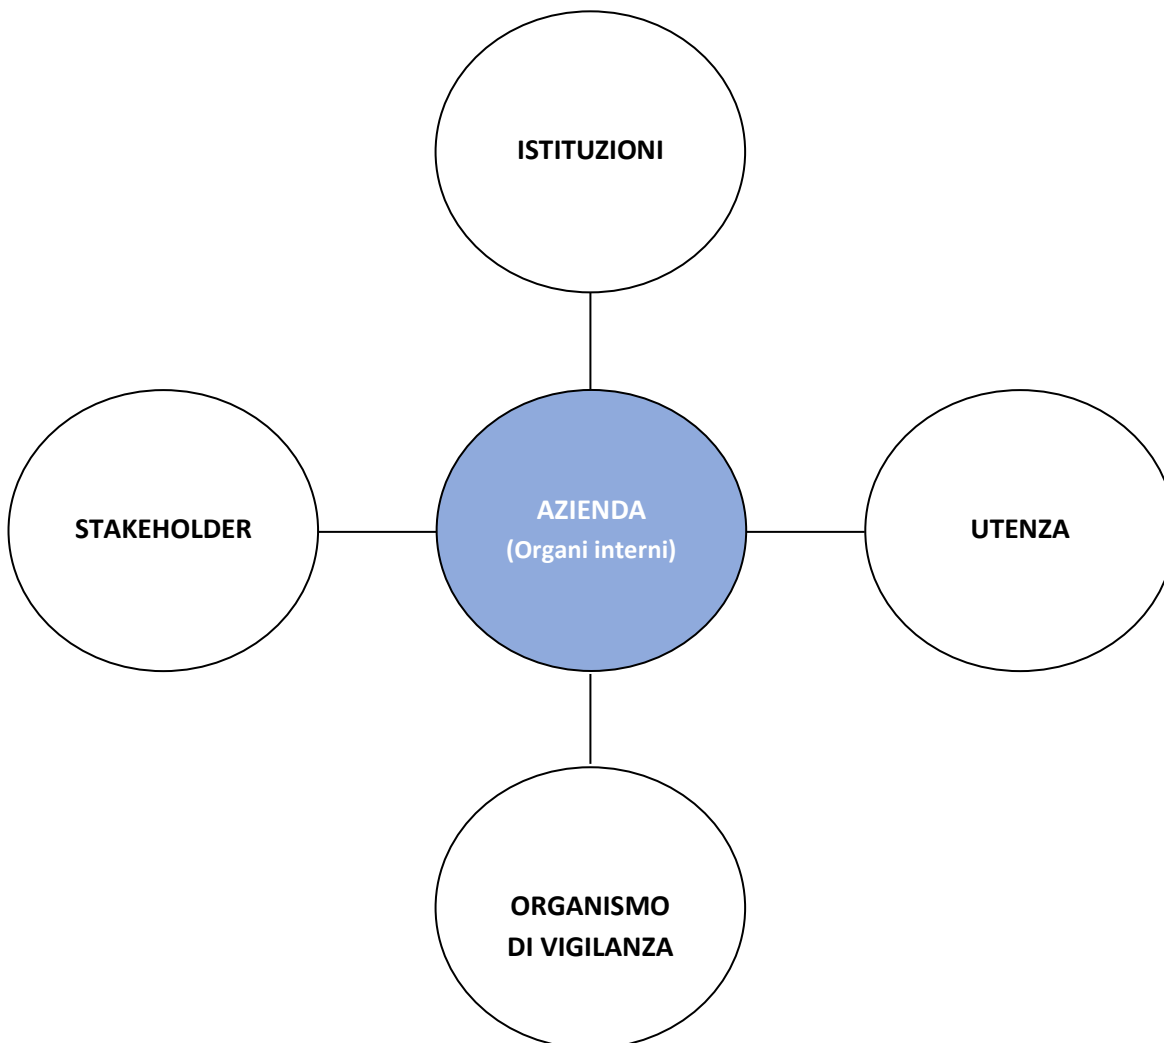 ISTITUZIONI
STAKEHOLDER
AZIENDA
(Organi interni)
UTENZA
ORGANISMO
DI VIGILANZA